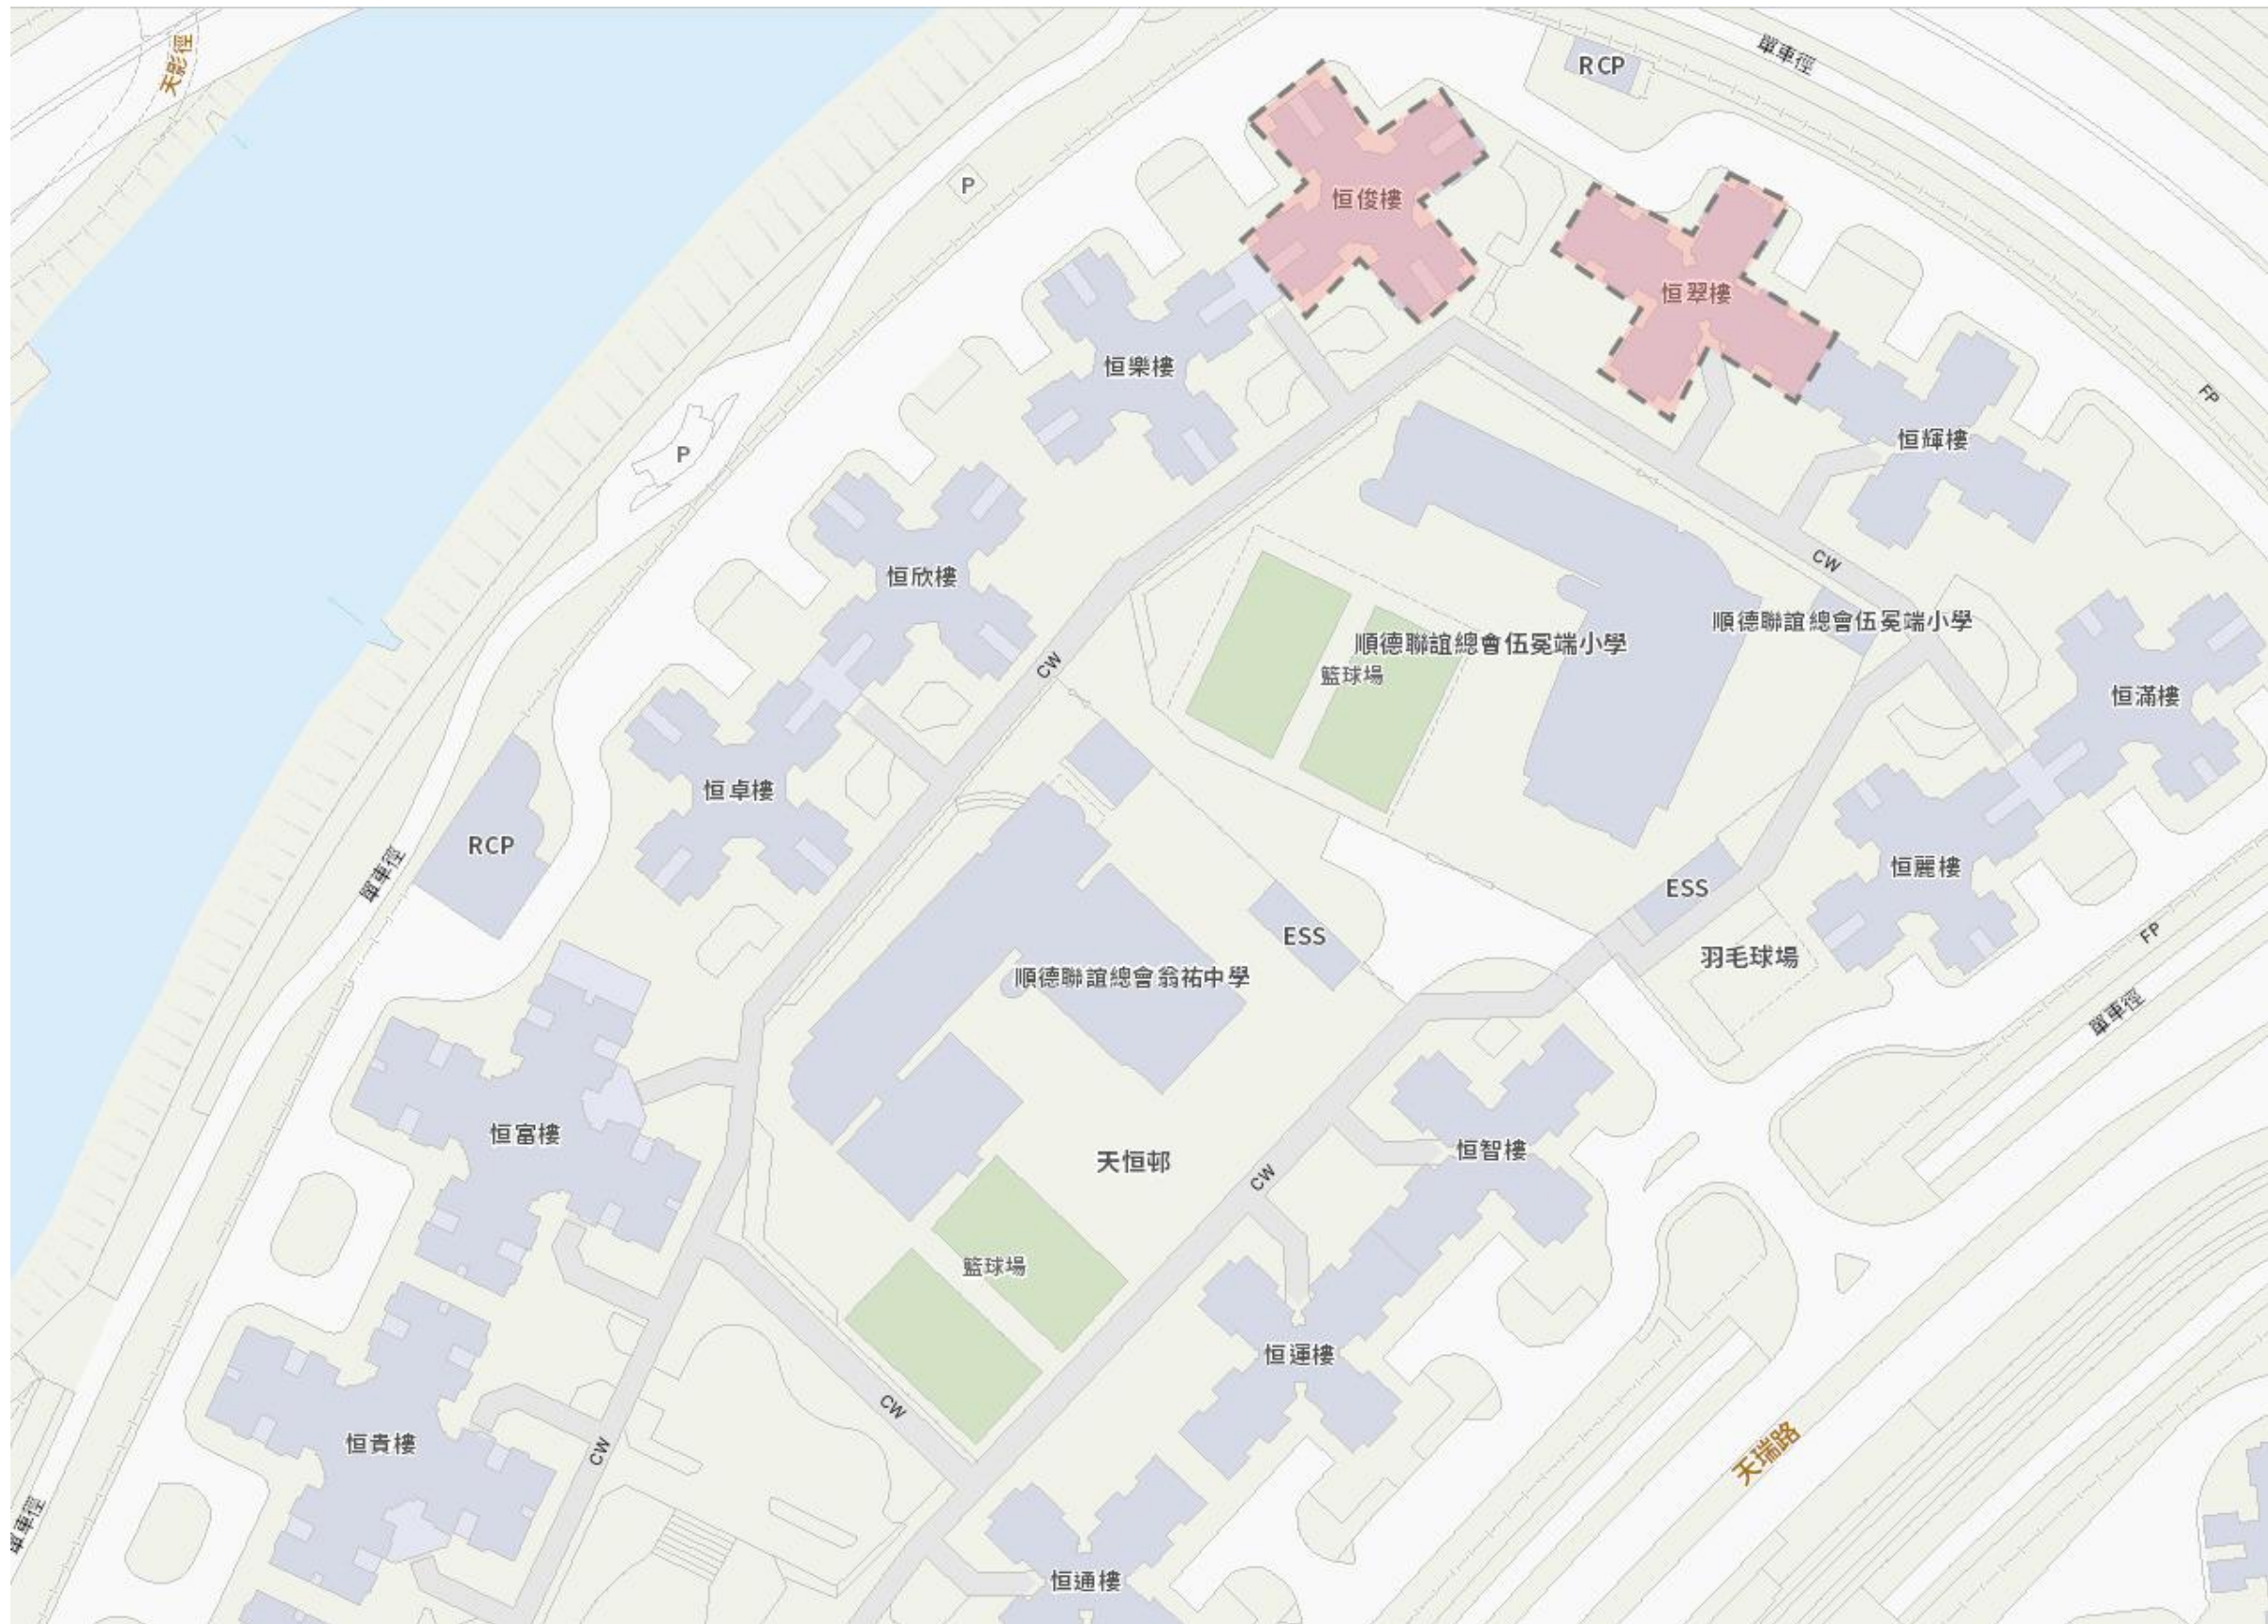 天影徑
單車徑
RCP
P
恒俊樓
恒翠樓
恒樂樓
FP
恒輝樓
P
CW
恒欣樓
順德聯誼總會伍冕端小學
順德聯誼總會伍冕端小學
籃球場
CW
恒滿樓
恒卓樓
RCP
單車徑
恒麗樓
ESS
ESS
FP
羽毛球場
順德聯誼總會翁祐中學
單車徑
恒富樓
恒智樓
天恒邨
CW
籃球場
恒運樓
CW
恒貴樓
CW
天瑞路
單車徑
恒通樓